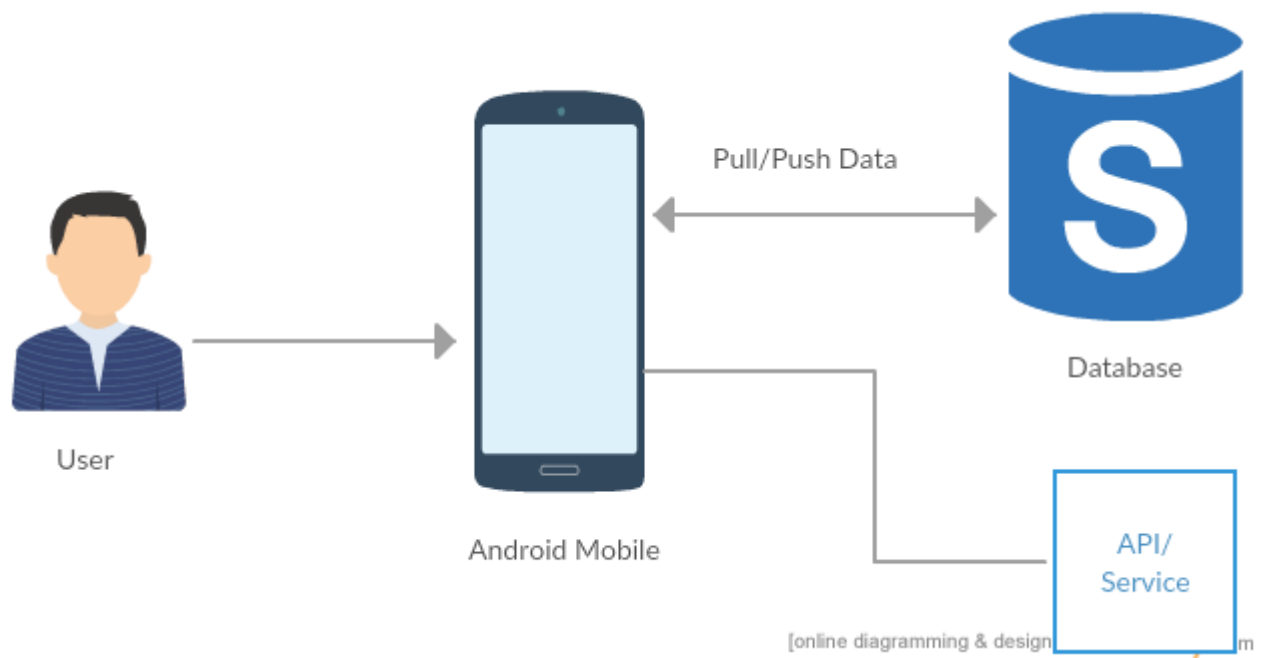 Pull/Push Data
S
Database
User
Android Mobile
API/
Service
[online diagramming & design
m